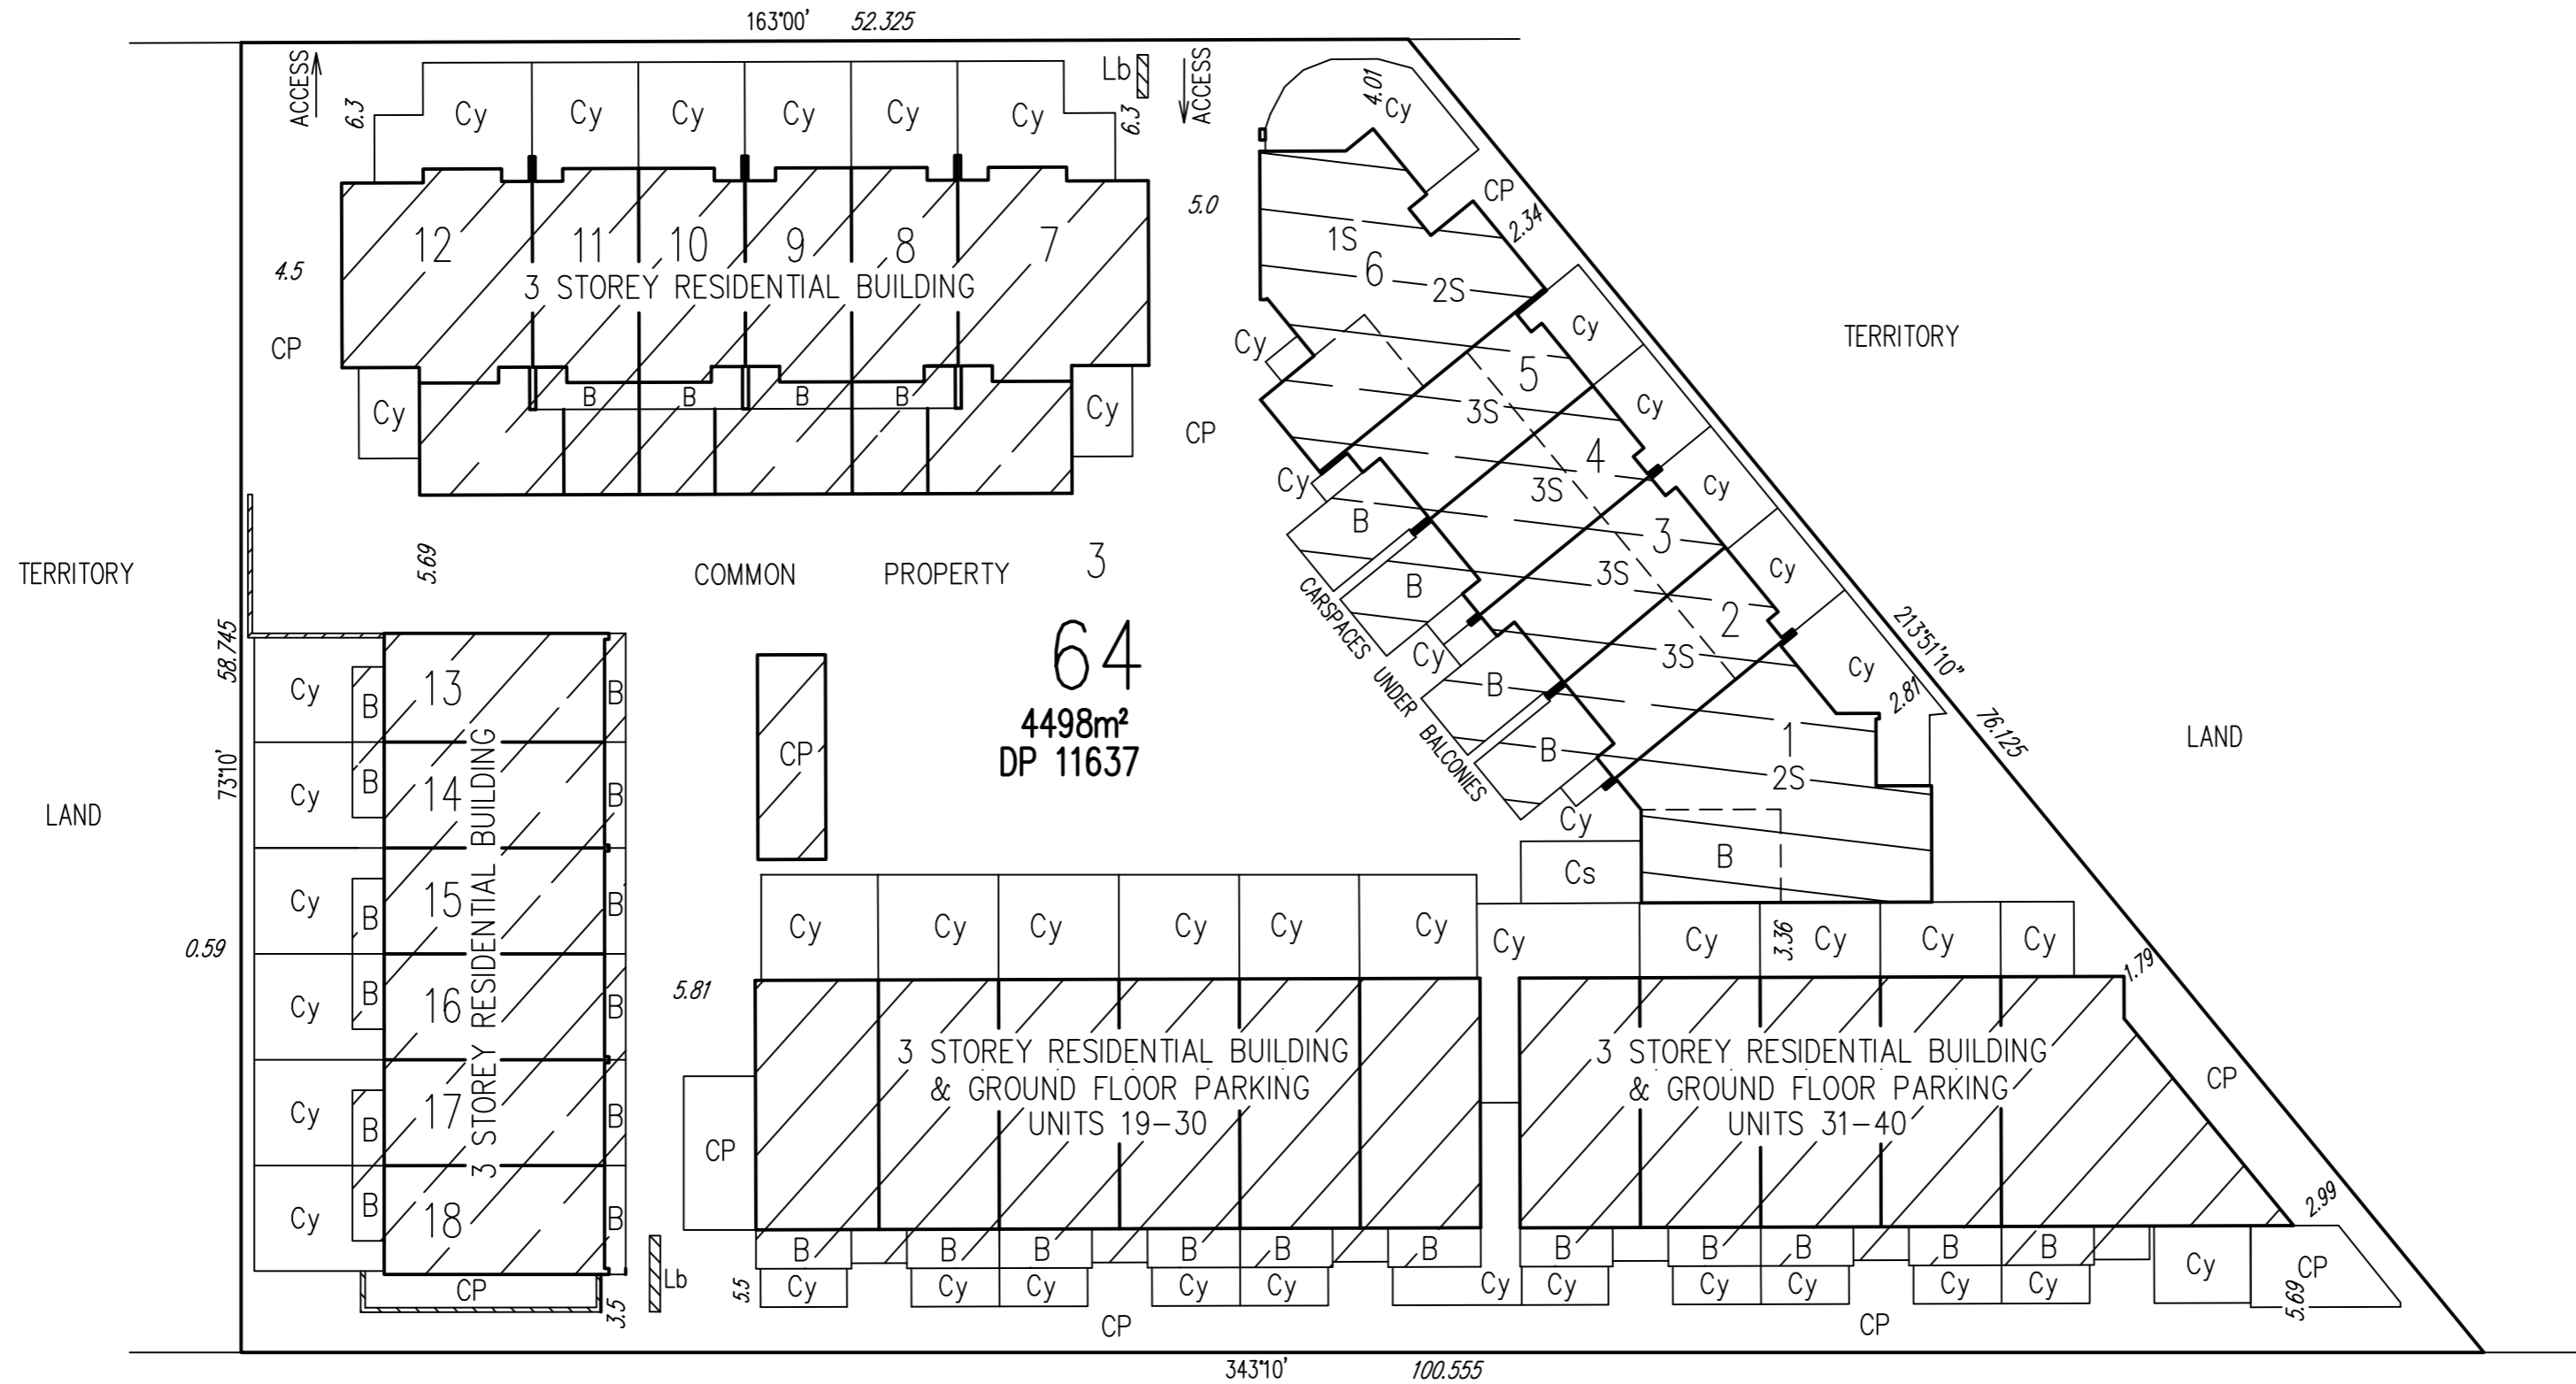 163°00' 52.325
ACCESS
6.3
Cy Cy Cy Cy Cy Cy
Lb
6.3
ACCESS
4.01
Cy
CP
2.34
5.0
12 11 10 9 8 7
3 STOREY RESIDENTIAL BUILDING
4.5
CP
1S
6
2S
Cy
Cy
TERRITORY
5
3S
Cy
B B B B
Cy
Cy
CP
4
3S
Cy
Cy
B
3
3S
Cy
B
CARSPACES UNDER BALCONIES
TERRITORY
5.69
COMMON PROPERTY 3
64
4498m²
DP 11637
2
3S
Cy
Cy
B
B
2.81
213°51'10"
76.125
LAND
1
2S
Cy
Cs
B
58.745
73°10'
LAND
0.59
Cy B 13 B
Cy B 14 B
Cy B 15 B
Cy B 16 B
Cy B 17 B
Cy B 18 B
3 STOREY RESIDENTIAL BUILDING
CP
CP
3.5
Lb
5.81
Cy Cy Cy Cy Cy Cy Cy Cy 3.36 Cy Cy Cy
1.79
3 STOREY RESIDENTIAL BUILDING
& GROUND FLOOR PARKING
UNITS 19-30
3 STOREY RESIDENTIAL BUILDING
& GROUND FLOOR PARKING
UNITS 31-40
CP
CP
2.99
B B B B B B B B B B B
5.5
Cy Cy Cy Cy Cy Cy Cy Cy Cy Cy Cy Cy
CP
5.69
CP
CP
343°10' 100.555